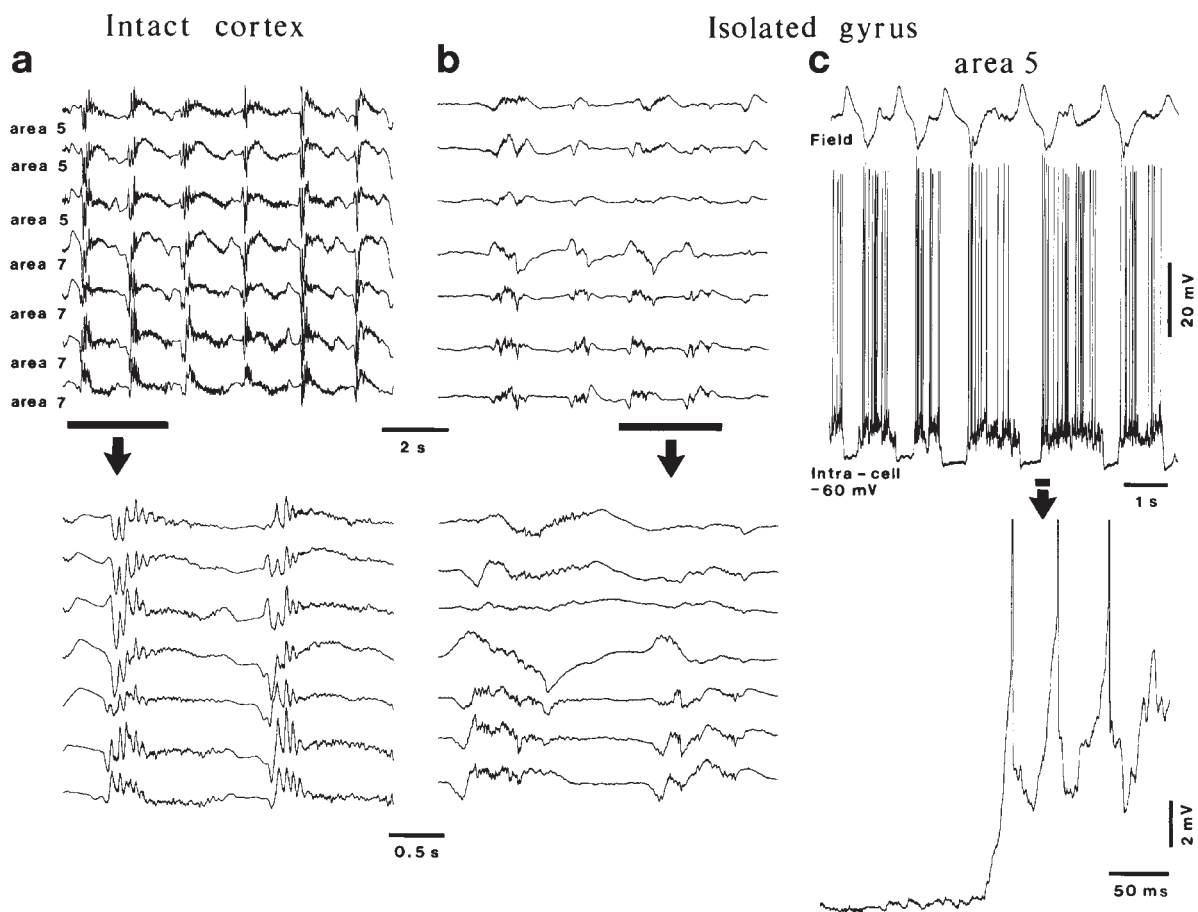 Intact cortex
Isolated gyrus
a
b
c
area 5
area 5
area 5
area 5
area 7
area 7
area 7
area 7
2 s
Field
20 mV
Intra-cell
-60 mV
1 s
0.5 s
2 mV
50 ms